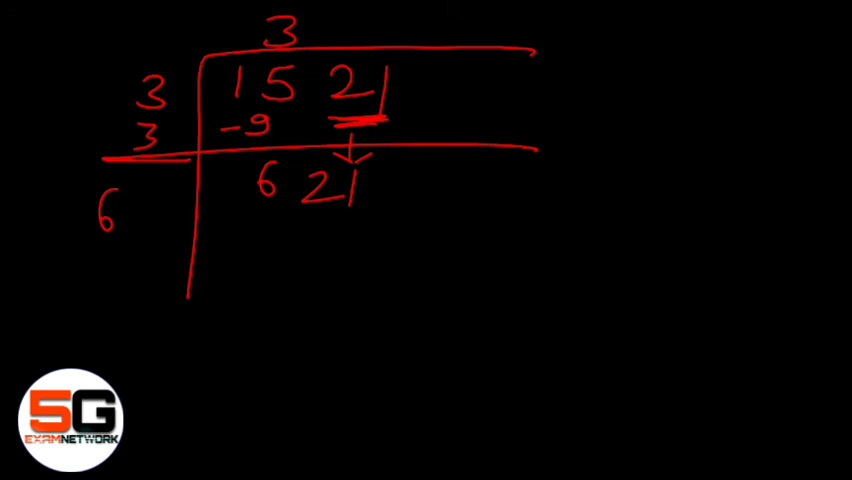 3
3 15 21
3 -9
6 6 21
5G
EXAMNETWORK